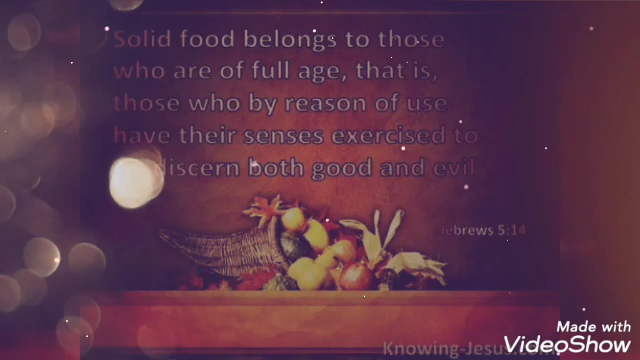 Solid food belongs to those
who are of full age, that is,
those who by reason of use
have their senses exercised to
discern both good and evil
Hebrews 5:14
Knowing-Jesus
Made with
VideoShow